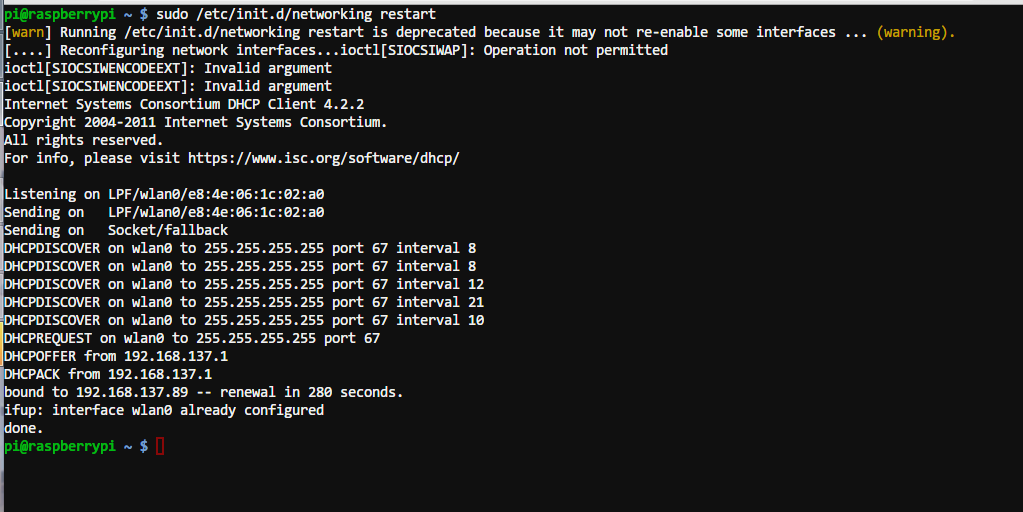 pi@raspberrypi ~ $ sudo /etc/init.d/networking restart
[warn] Running /etc/init.d/networking restart is deprecated because it may not re-enable some interfaces ... (warning).
[....] Reconfiguring network interfaces...ioctl[SIOCSIWAP]: Operation not permitted
ioctl[SIOCSIWENCODEEXT]: Invalid argument
ioctl[SIOCSIWENCODEEXT]: Invalid argument
Internet Systems Consortium DHCP Client 4.2.2
Copyright 2004-2011 Internet Systems Consortium.
All rights reserved.
For info, please visit https://www.isc.org/software/dhcp/

Listening on LPF/wlan0/e8:4e:06:1c:02:a0
Sending on   LPF/wlan0/e8:4e:06:1c:02:a0
Sending on   Socket/fallback
DHCPDISCOVER on wlan0 to 255.255.255.255 port 67 interval 8
DHCPDISCOVER on wlan0 to 255.255.255.255 port 67 interval 8
DHCPDISCOVER on wlan0 to 255.255.255.255 port 67 interval 12
DHCPDISCOVER on wlan0 to 255.255.255.255 port 67 interval 21
DHCPDISCOVER on wlan0 to 255.255.255.255 port 67 interval 10
DHCPREQUEST on wlan0 to 255.255.255.255 port 67
DHCPOFFER from 192.168.137.1
DHCPACK from 192.168.137.1
bound to 192.168.137.89 -- renewal in 280 seconds.
ifup: interface wlan0 already configured
done.
pi@raspberrypi ~ $